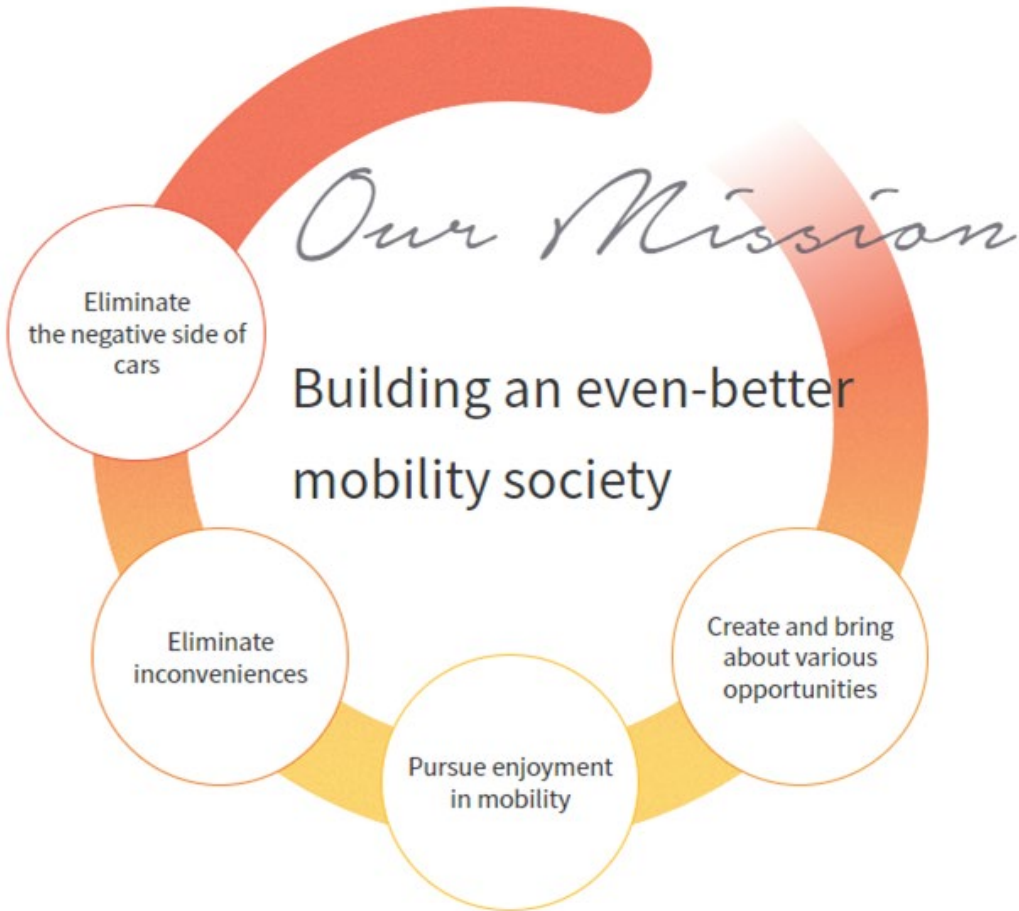 Our Mission
Building an even-better
mobility society
Eliminate
the negative side of
cars
Eliminate
inconveniences
Pursue enjoyment
in mobility
Create and bring
about various
opportunities